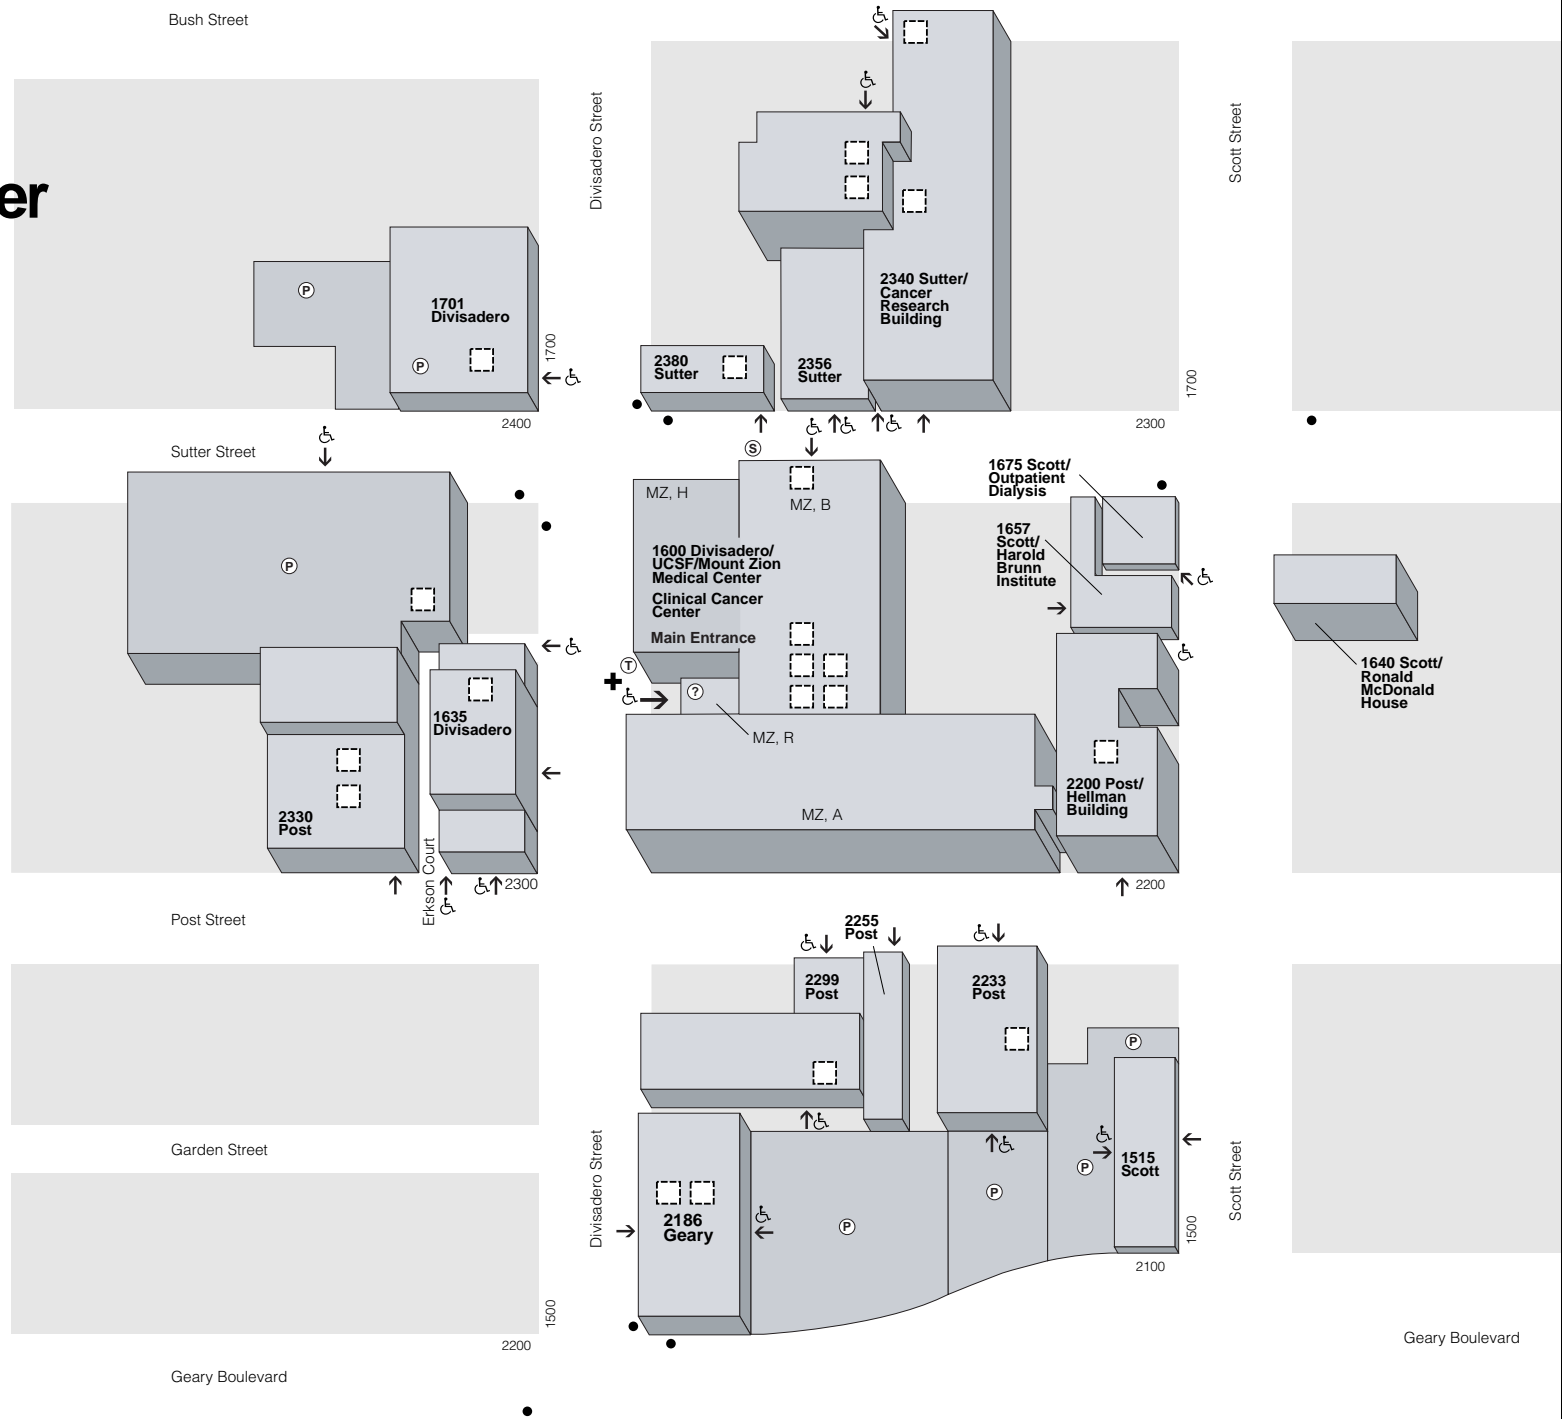 Bush Street
er
Divisadero Street
Scott Street
1701
Divisadero
P
P
1700
2400
2340 Sutter/
Cancer
Research
Building
2380
Sutter
2356
Sutter
1700
2300
Sutter Street
S
MZ, H
MZ, B
1600 Divisadero/
UCSF/Mount Zion
Medical Center
Clinical Cancer
Center
Main Entrance
T
?
MZ, R
MZ, A
1675 Scott/
Outpatient
Dialysis
1657
Scott/
Harold
Brunn
Institute
P
1635
Divisadero
2330
Post
Erkson Court
2300
2200 Post/
Hellman
Building
2200
1640 Scott/
Ronald
McDonald
House
Post Street
2255
Post
2299
Post
2233
Post
P
Garden Street
Divisadero Street
2186
Geary
P
P
P
1515
Scott
1500
Scott Street
2100
1500
2200
Geary Boulevard
Geary Boulevard